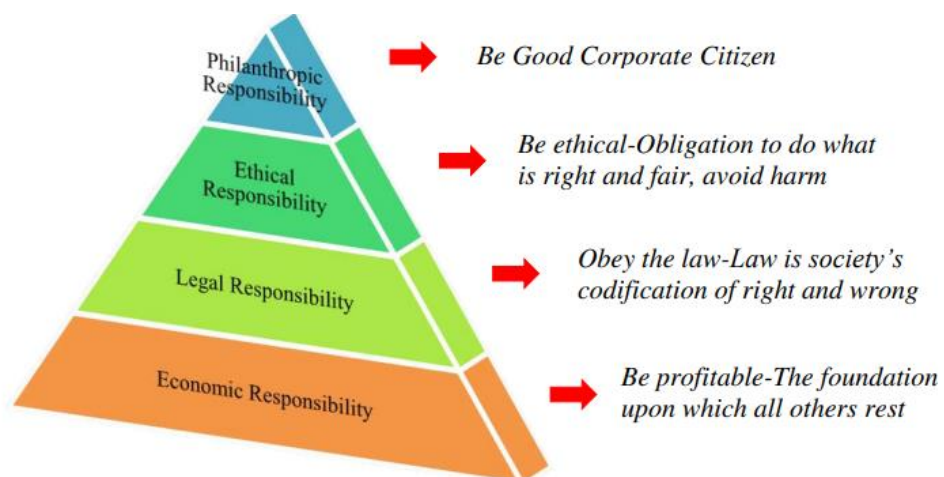 Philanthropic
Responsibility
Be Good Corporate Citizen
Ethical
Responsibility
Be ethical-Obligation to do what
is right and fair, avoid harm
Legal Responsibility
Obey the law-Law is society's
codification of right and wrong
Economic Responsibility
Be profitable-The foundation
upon which all others rest